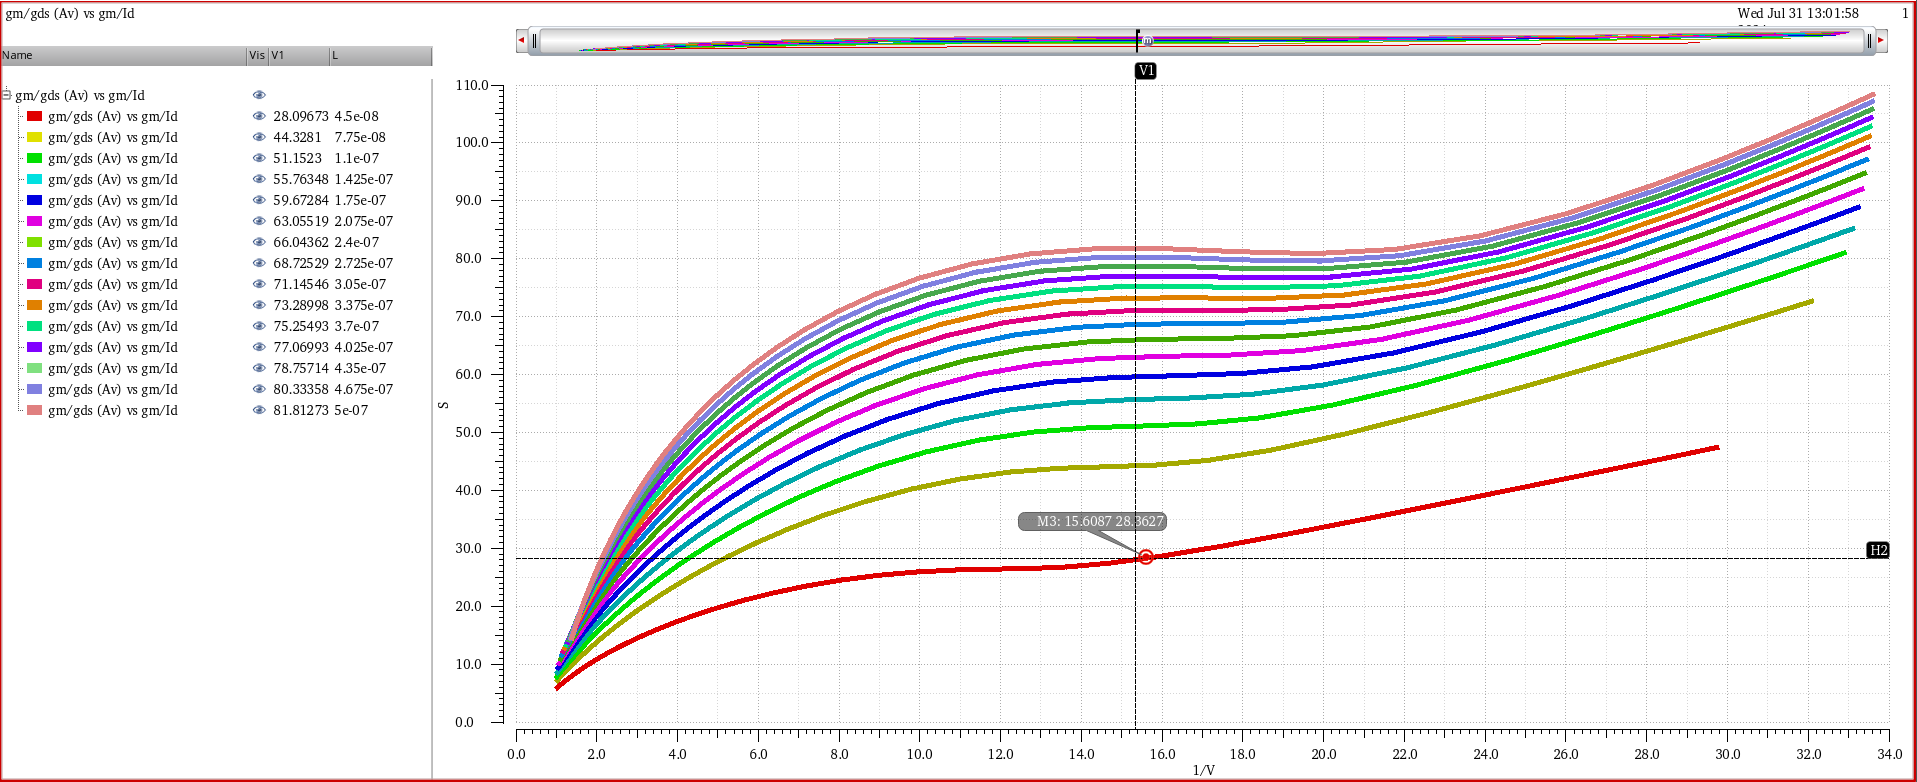 gm/gds (Av) vs gm/Id
Wed Jul 31 13:01:58 1
Name Vis V1 L
gm/gds (Av) vs gm/Id
gm/gds (Av) vs gm/Id 28.09673 4.5e-08
gm/gds (Av) vs gm/Id 44.3281 7.75e-08
gm/gds (Av) vs gm/Id 51.1523 1.1e-07
gm/gds (Av) vs gm/Id 55.76348 1.425e-07
gm/gds (Av) vs gm/Id 59.67284 1.75e-07
gm/gds (Av) vs gm/Id 63.05519 2.075e-07
gm/gds (Av) vs gm/Id 66.04362 2.4e-07
gm/gds (Av) vs gm/Id 68.72529 2.725e-07
gm/gds (Av) vs gm/Id 71.14546 3.05e-07
gm/gds (Av) vs gm/Id 73.28998 3.375e-07
gm/gds (Av) vs gm/Id 75.25493 3.7e-07
gm/gds (Av) vs gm/Id 77.06993 4.025e-07
gm/gds (Av) vs gm/Id 78.75714 4.35e-07
gm/gds (Av) vs gm/Id 80.33358 4.675e-07
gm/gds (Av) vs gm/Id 81.81273 5e-07
m
V1
110.0
100.0
90.0
80.0
70.0
60.0
50.0
40.0
30.0
20.0
10.0
0.0
S
M3: 15.6087 28.3627
H2
0.0 2.0 4.0 6.0 8.0 10.0 12.0 14.0 16.0 18.0 20.0 22.0 24.0 26.0 28.0 30.0 32.0 34.0
1/V